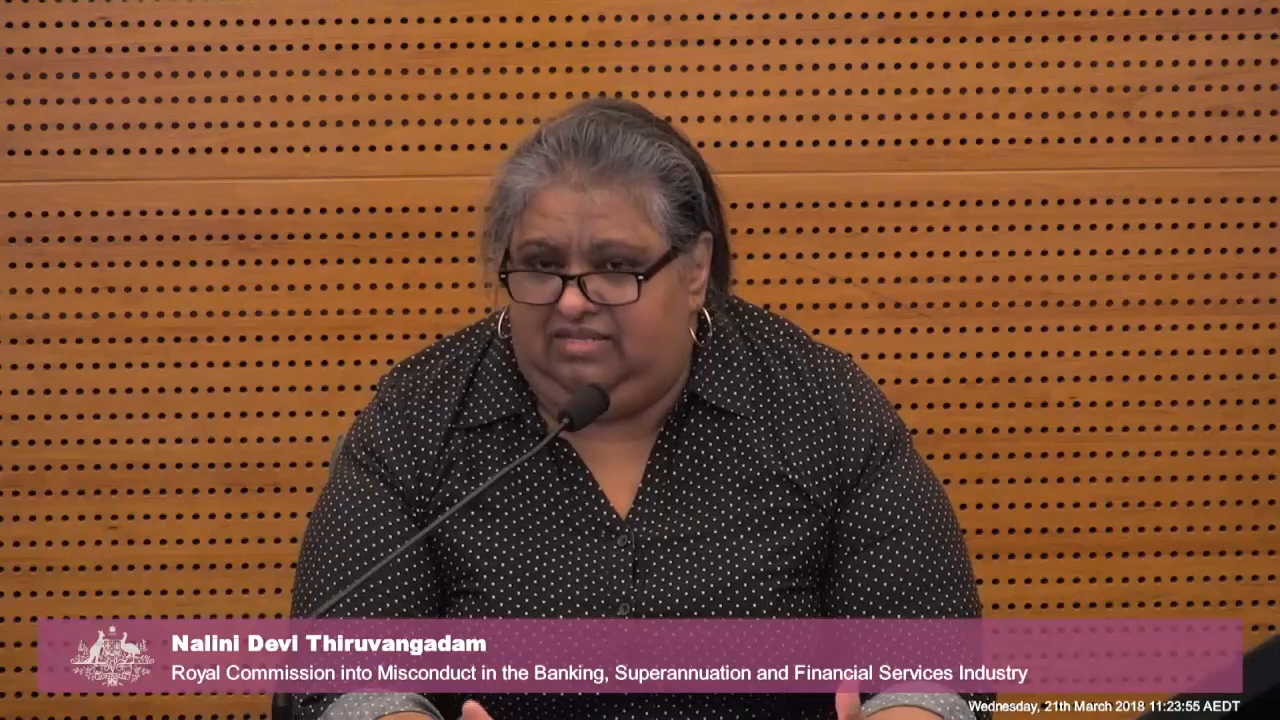 Nalini Devi Thiruvangadam
Royal Commission into Misconduct in the Banking, Superannuation and Financial Services Industry
Wednesday, 21th March 2018 11:23:55 AEDT